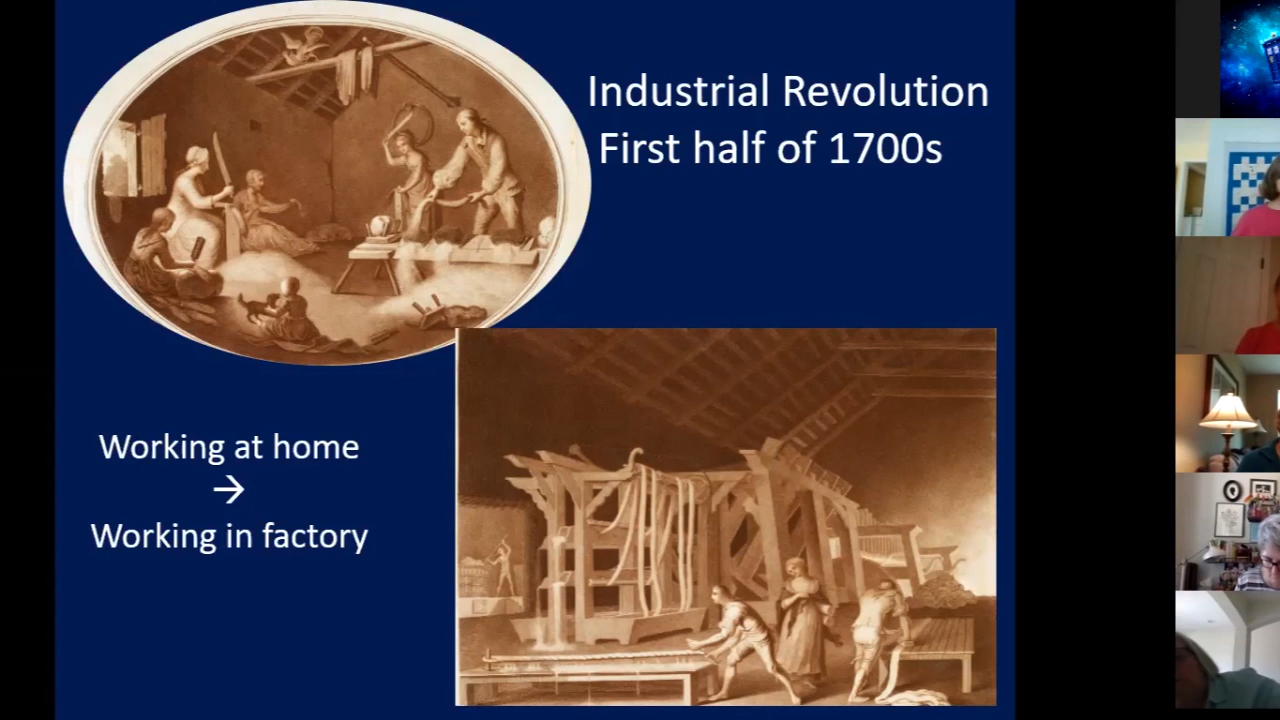 Industrial Revolution
First half of 1700s
Working at home
→
Working in factory